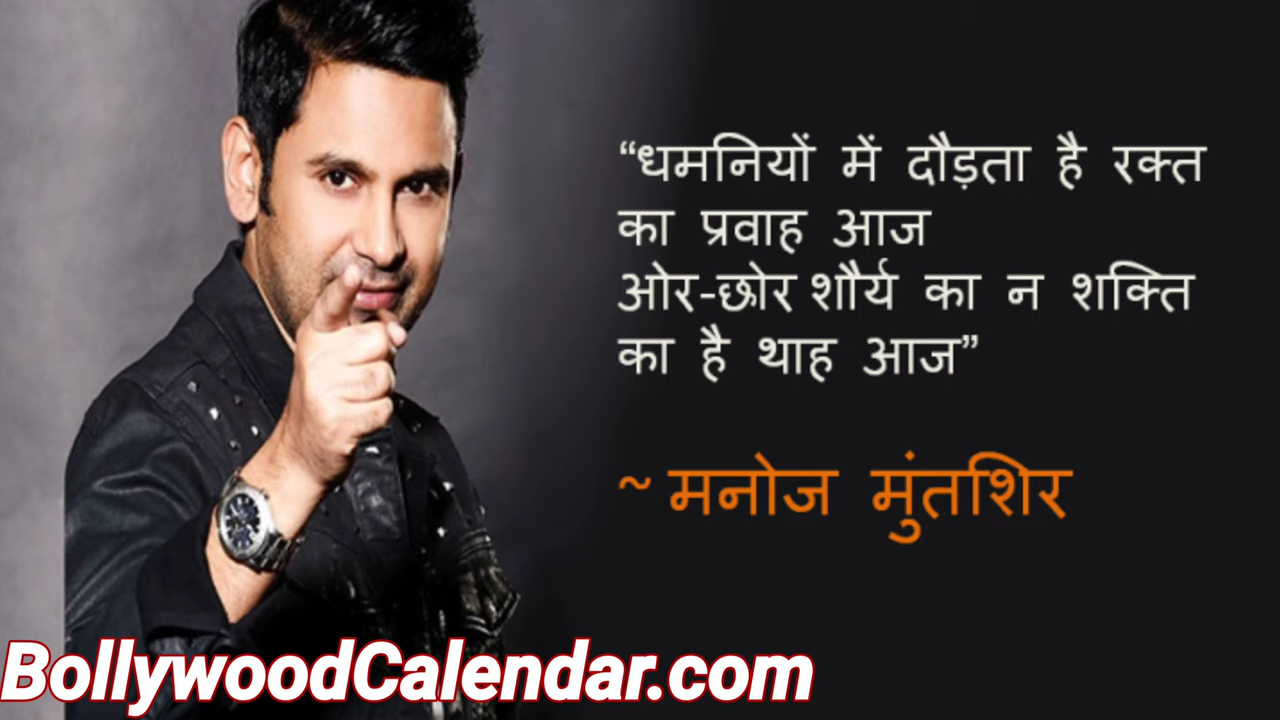 “धमनियों में दौड़ता है रक्त
का प्रवाह आज
ओर-छोर शौर्य का न शक्ति
का है थाह आज”
~ मनोज मुंतशिर
BollywoodCalendar.com